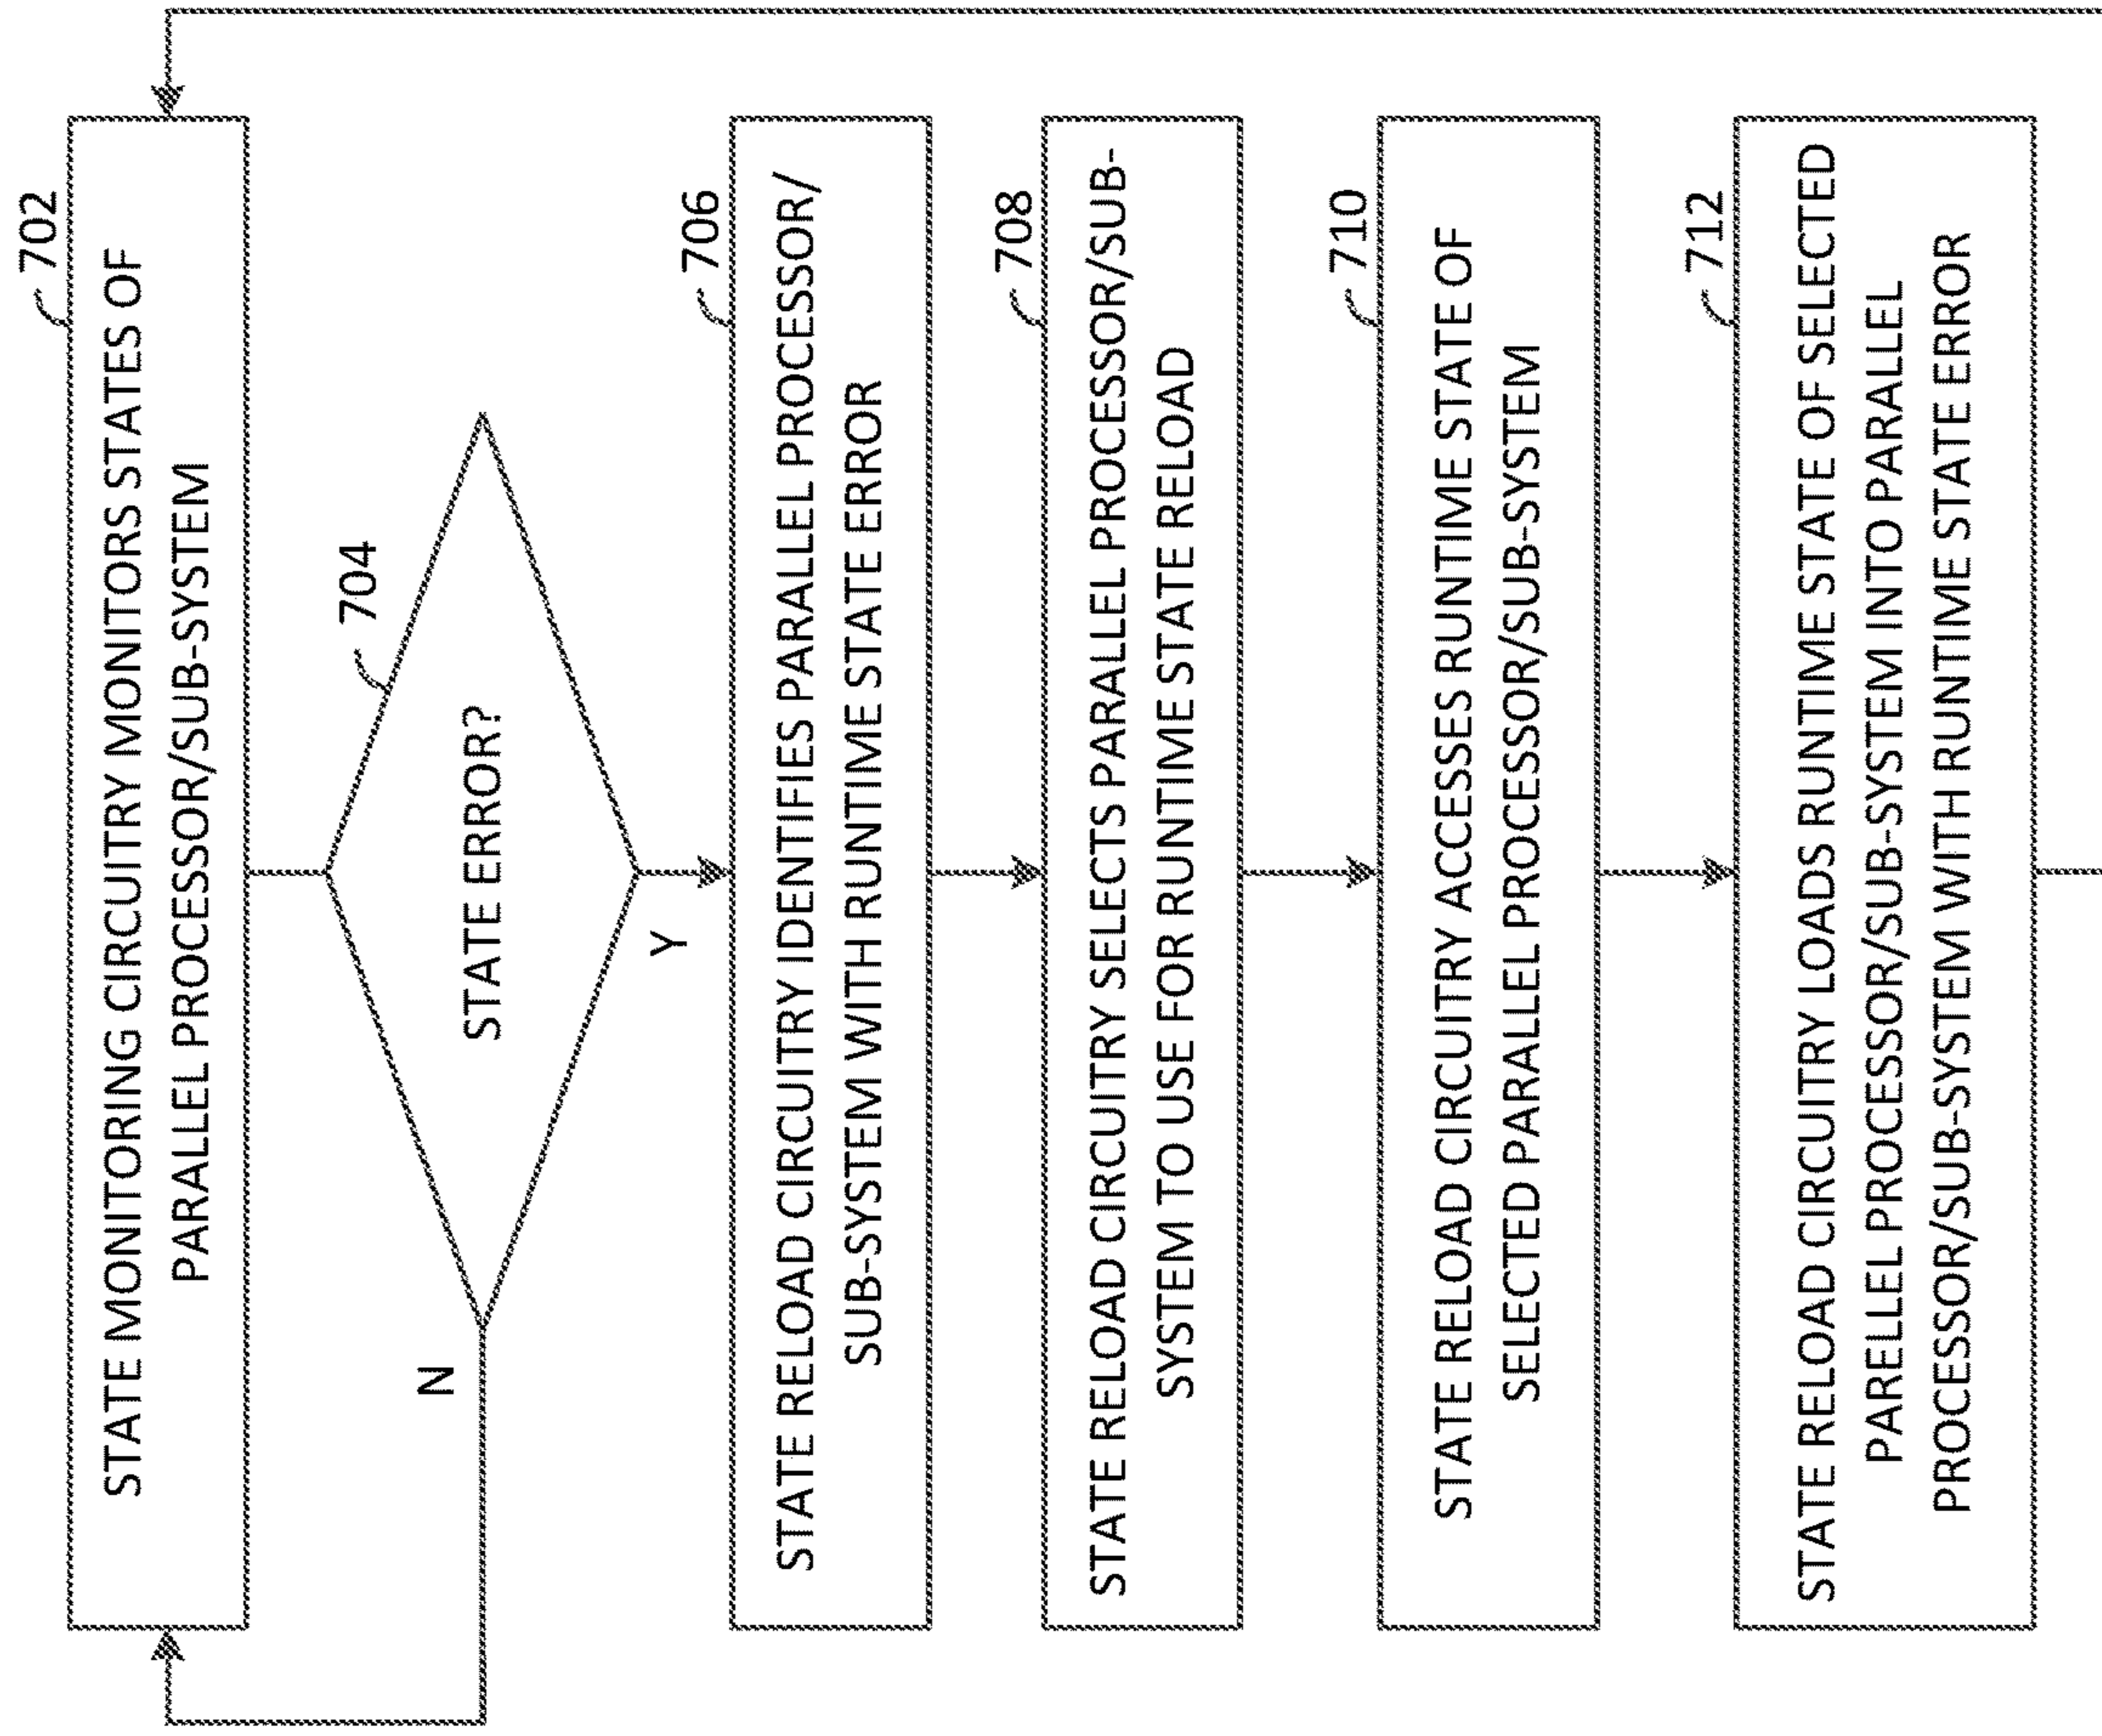 702
STATE MONITORING CIRCUITRY MONITORS STATES OF
PARALLEL PROCESSOR/SUB-SYSTEM
704
STATE ERROR?
N
Y
706
STATE RELOAD CIRCUITRY IDENTIFIES PARALLEL PROCESSOR/
SUB-SYSTEM WITH RUNTIME STATE ERROR
708
STATE RELOAD CIRCUITRY SELECTS PARALLEL PROCESSOR/SUB-
SYSTEM TO USE FOR RUNTIME STATE RELOAD
710
STATE RELOAD CIRCUITRY ACCESSES RUNTIME STATE OF
SELECTED PARALLEL PROCESSOR/SUB-SYSTEM
712
STATE RELOAD CIRCUITRY LOADS RUNTIME STATE OF SELECTED
PARELLEL PROCESSOR/SUB-SYSTEM INTO PARALLEL
PROCESSOR/SUB-SYSTEM WITH RUNTIME STATE ERROR